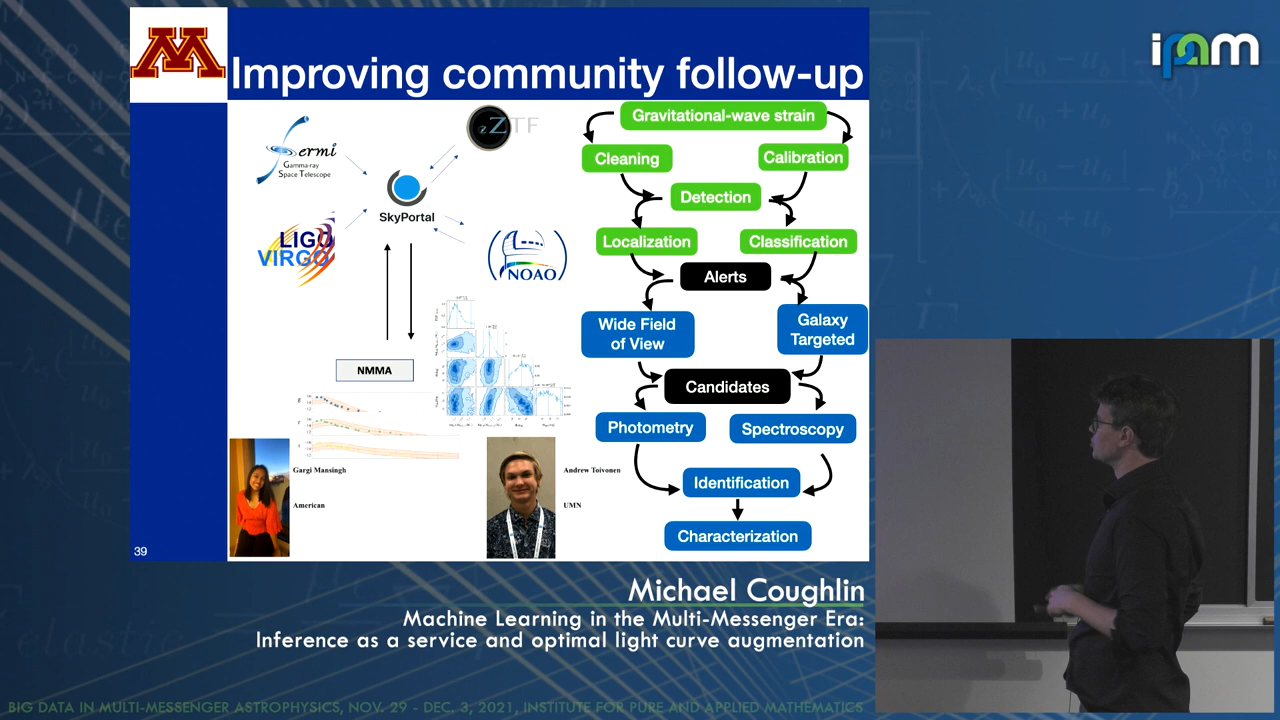 M
Improving community follow-up
ipam
Fermi
Gamma-ray
Space Telescope
ZTF
SkyPortal
LIGO
VIRGO
NOAO
NMMA
Gargi Mansingh
American
Andrew Toivonen
UMN
39
Gravitational-wave strain
Cleaning
Calibration
Detection
Localization
Classification
Alerts
Wide Field
of View
Galaxy
Targeted
Candidates
Photometry
Spectroscopy
Identification
Characterization
Michael Coughlin
Machine Learning in the Multi-Messenger Era:
Inference as a service and optimal light curve augmentation
BIG DATA IN MULTI-MESSENGER ASTROPHYSICS, NOV. 29 - DEC. 3, 2021, INSTITUTE FOR PURE AND APPLIED MATHEMATICS